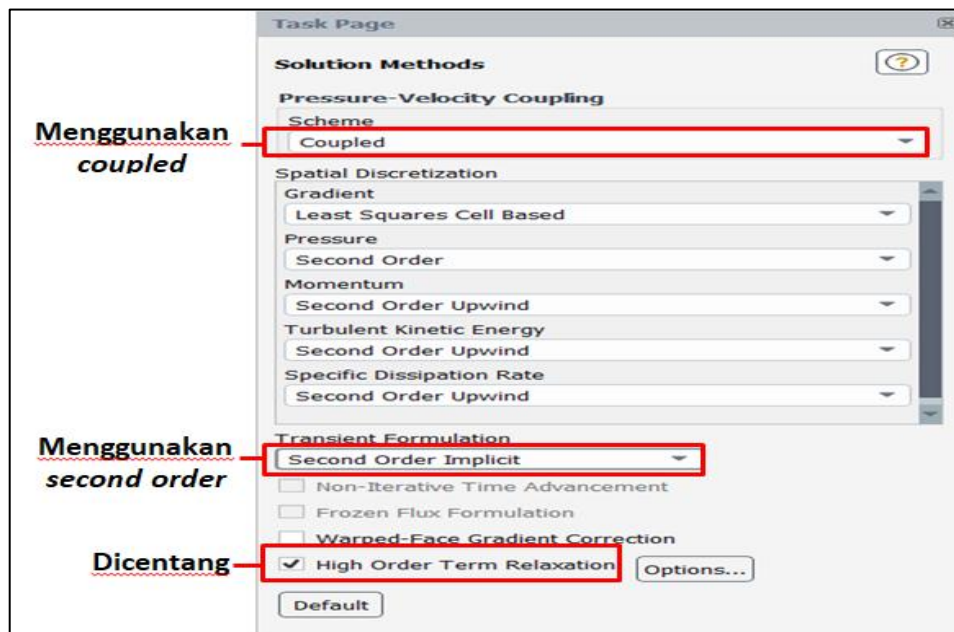 Task Page
Solution Methods
Pressure-Velocity Coupling
Scheme
Menggunakan
coupled
Coupled
Spatial Discretization
Gradient
Least Squares Cell Based
Pressure
Second Order
Momentum
Second Order Upwind
Turbulent Kinetic Energy
Second Order Upwind
Specific Dissipation Rate
Second Order Upwind
Transient Formulation
Menggunakan
second order
Second Order Implicit
Non-Iterative Time Advancement
Frozen Flux Formulation
Warped-Face Gradient Correction
Dicentang
High Order Term Relaxation
Options...
Default